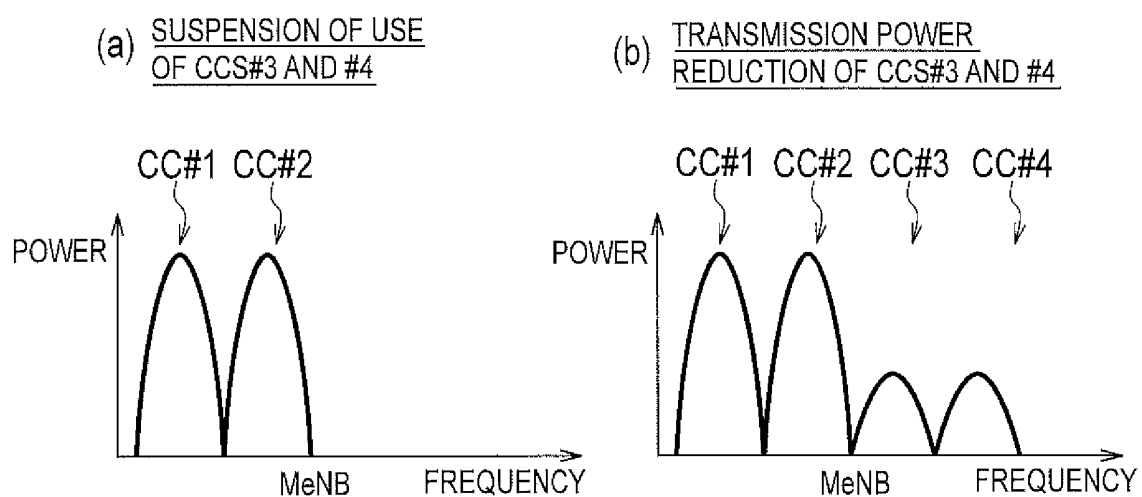 (a) SUSPENSION OF USE
OF CCS#3 AND #4
CC#1 CC#2
POWER
MeNB FREQUENCY
(b) TRANSMISSION POWER
REDUCTION OF CCS#3 AND #4
CC#1 CC#2 CC#3 CC#4
POWER
MeNB FREQUENCY